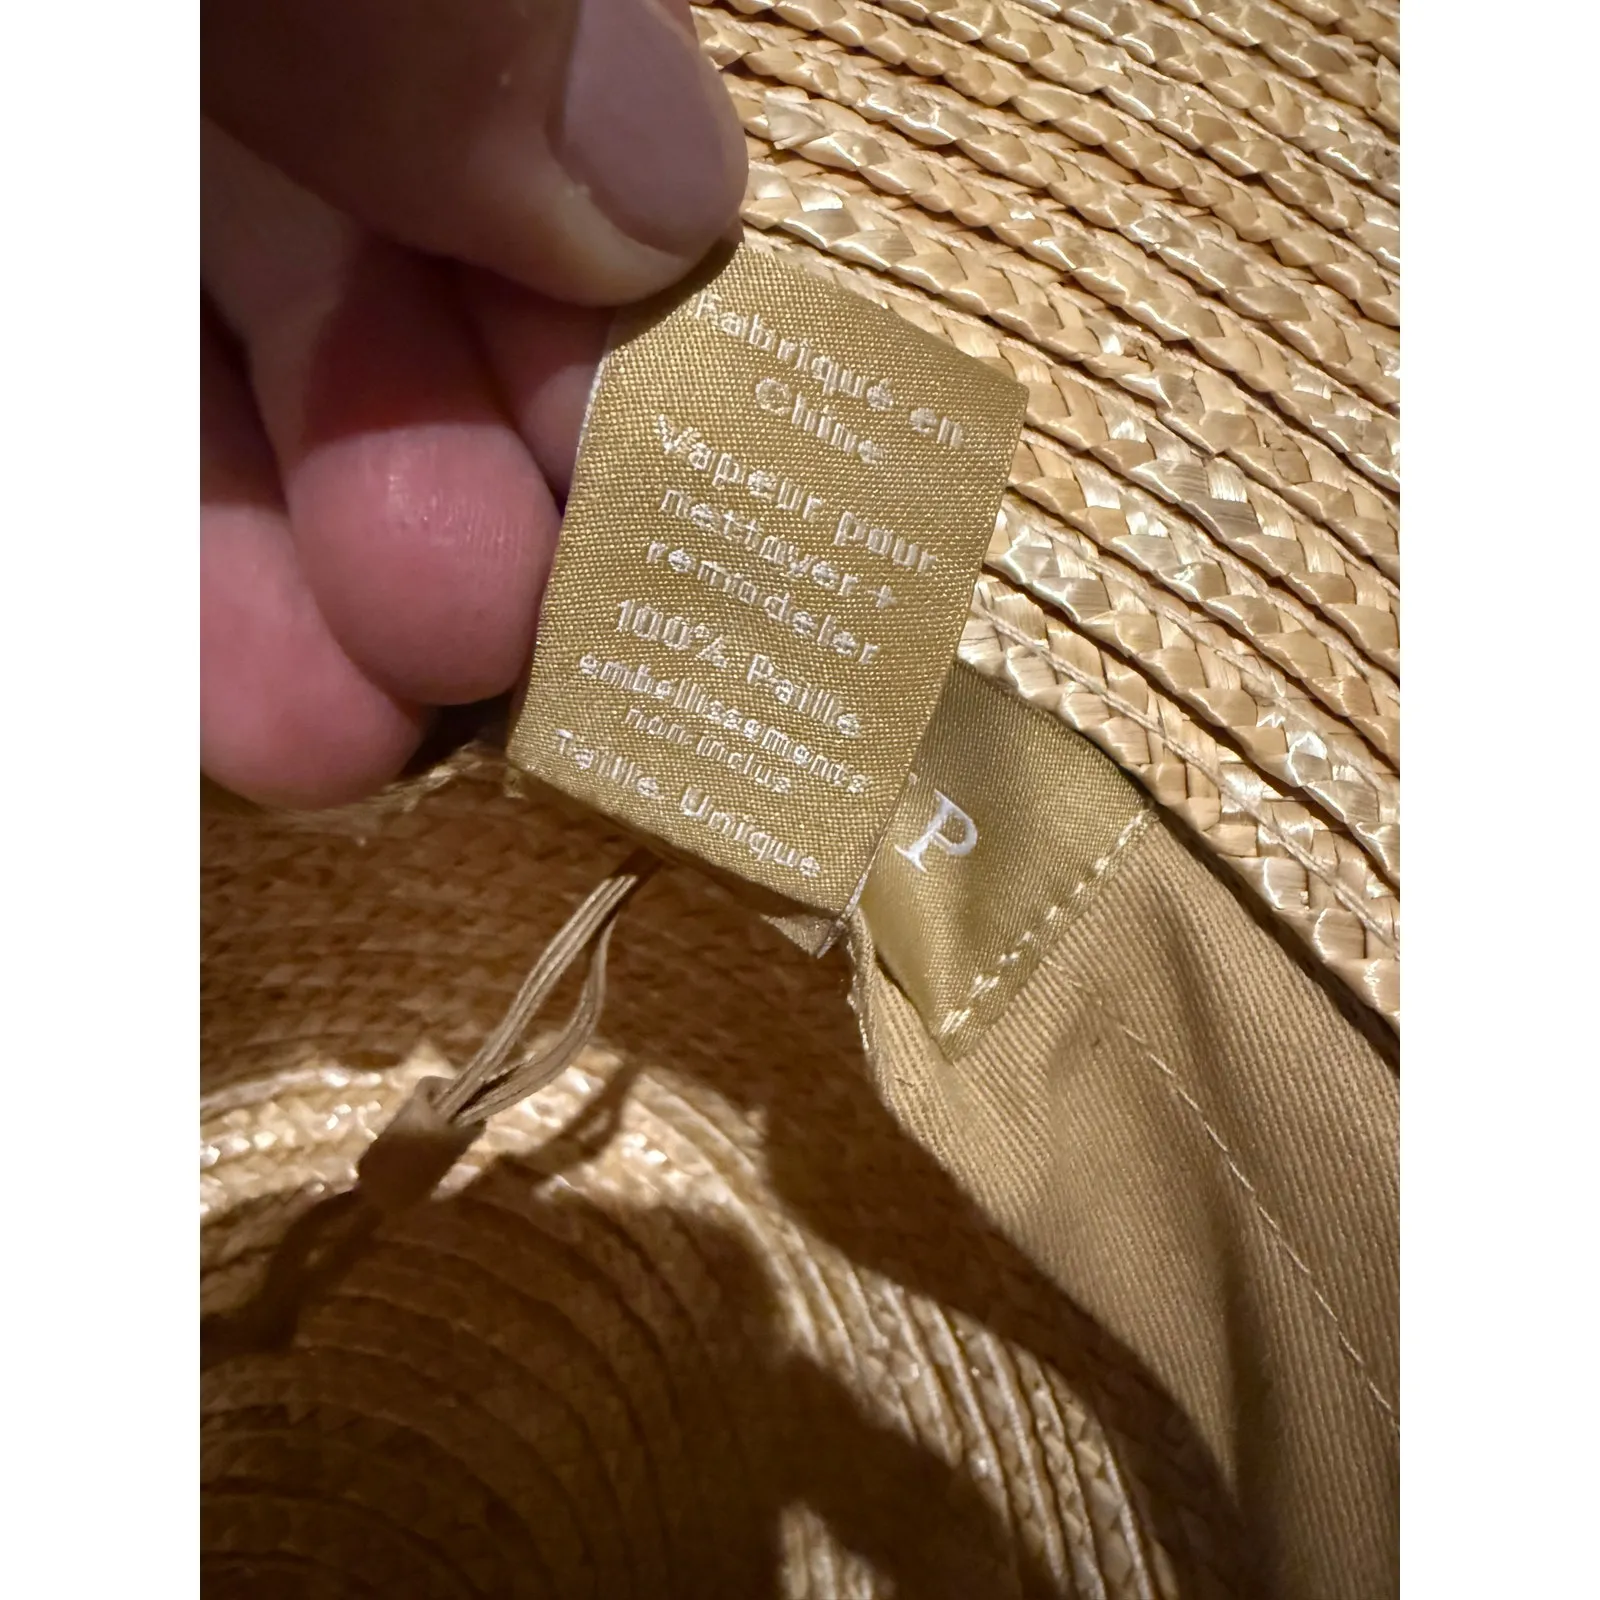 Fabriqué en
Chine
Vapeur pour
nettoyer +
remodeler
100% Paille
embellissements
non inclus
Taille Unique
P